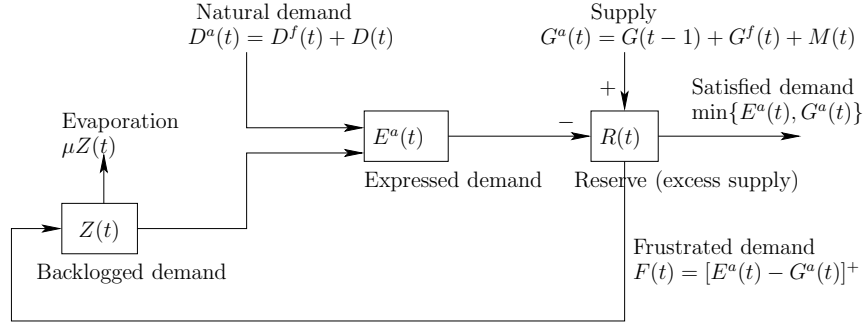 Natural demand
D^a(t) = D^f(t) + D(t)
Supply
G^a(t) = G(t − 1) + G^f(t) + M(t)
Satisfied demand
min{E^a(t), G^a(t)}
+
−
Evaporation
μZ(t)
E^a(t)
R(t)
Expressed demand
Reserve (excess supply)
Z(t)
Backlogged demand
Frustrated demand
F(t) = [E^a(t) − G^a(t)]^+